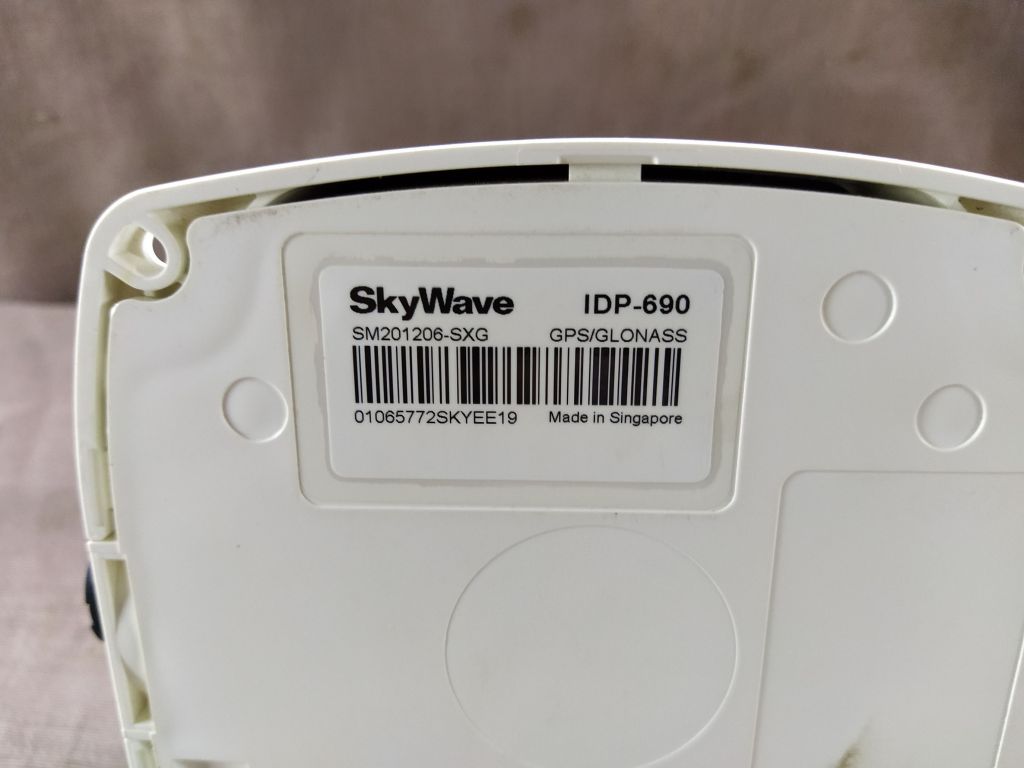 SkyWave IDP-690
SM201206-SXG GPS/GLONASS
01065772SKYEE19 Made in Singapore